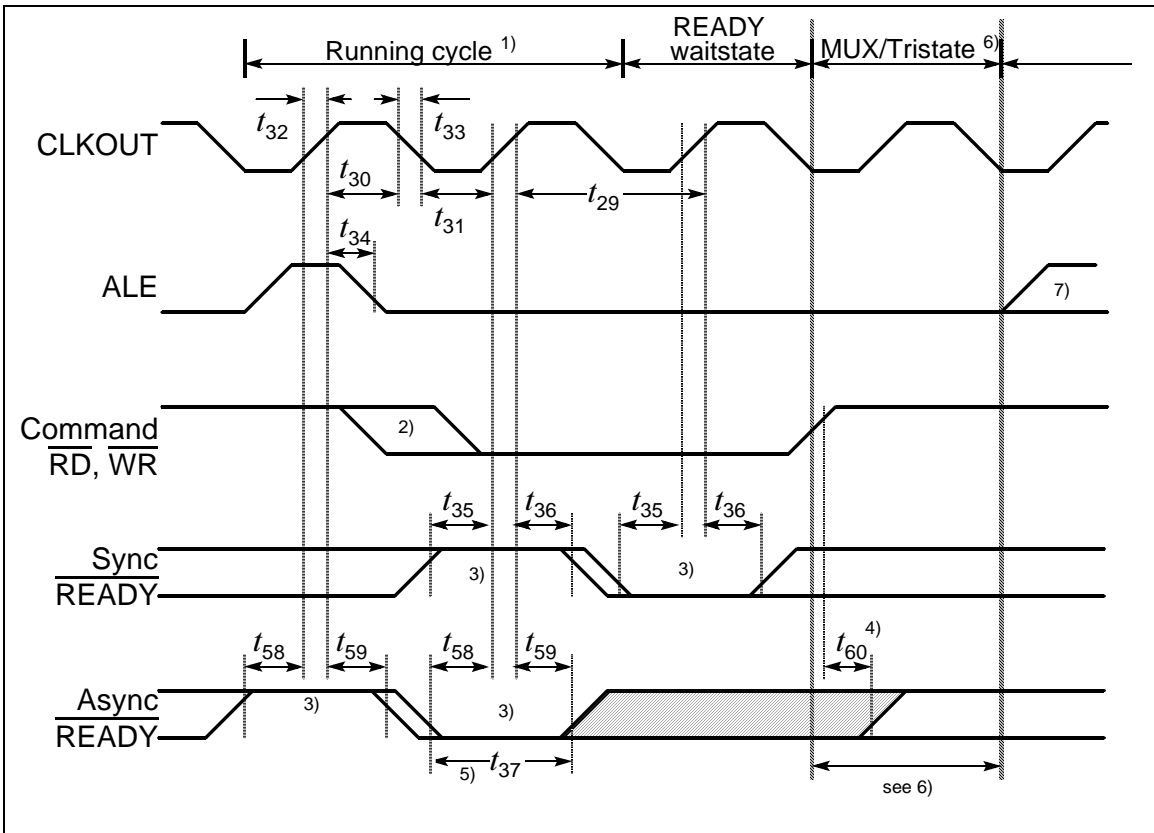 READY
Running cycle 1) waitstate MUX/Tristate 6)
t32 t33
CLKOUT
t30
t31 t29
t34
ALE 7)
Command 2)
RD, WR
t35 t36 t35 t36
Sync 3) 3)
READY
t58 t59 t58 t59 t60 4)
Async 3) 3)
READY
5) t37
see 6)